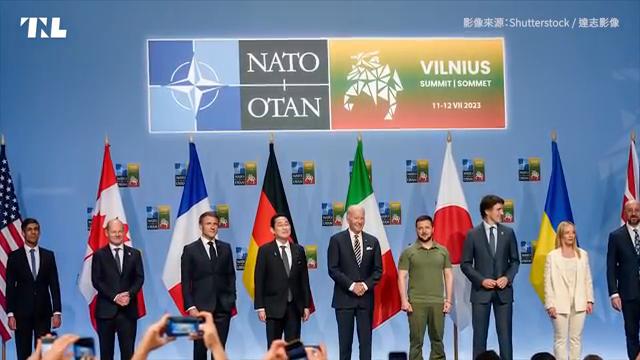 TNL
影像來源：Shutterstock / 達志影像
NATO
OTAN
VILNIUS
SUMMIT | SOMMET
11-12 VII 2023